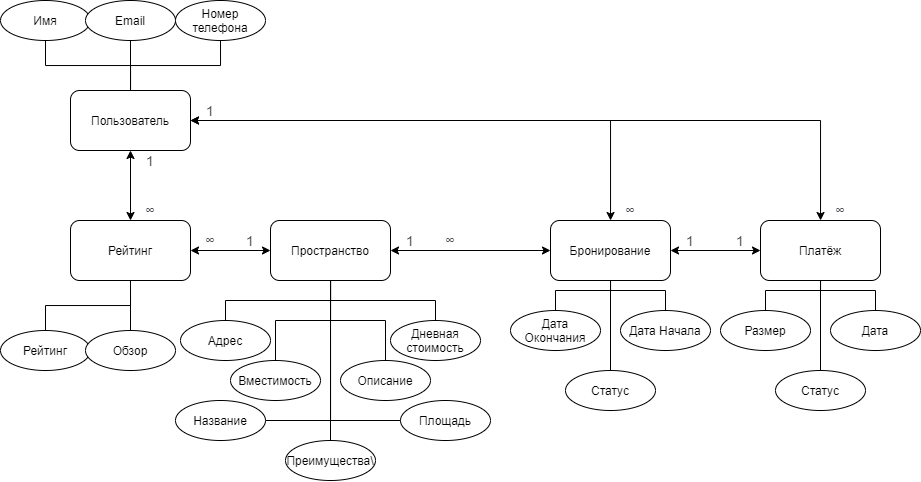 Имя
Email
Номер
телефона
Пользователь
1
1
∞
∞
∞
Рейтинг
∞
1
Пространство
1
∞
Бронирование
1
1
Платёж
Рейтинг
Обзор
Адрес
Дневная
стоимость
Вместимость
Описание
Название
Площадь
Преимущества\
Дата
Окончания
Дата Начала
Статус
Размер
Дата
Статус